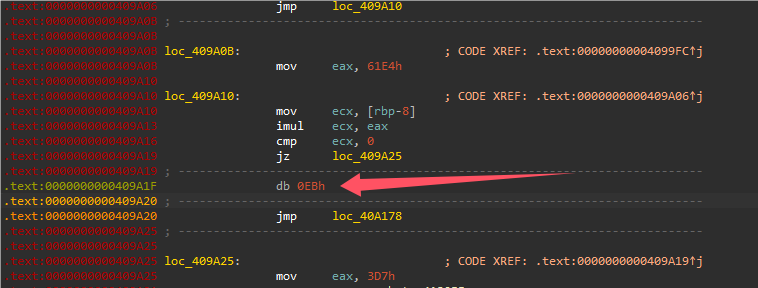 .text:0000000000409A06 jmp loc_409A10
.text:0000000000409A0B ; ---------------------------------------------------------------------------
.text:0000000000409A0B
.text:0000000000409A0B loc_409A0B: ; CODE XREF: .text:00000000004099FC↑j
.text:0000000000409A0B mov eax, 61E4h
.text:0000000000409A10
.text:0000000000409A10 loc_409A10: ; CODE XREF: .text:0000000000409A06↑j
.text:0000000000409A10 mov ecx, [rbp-8]
.text:0000000000409A13 imul ecx, eax
.text:0000000000409A16 cmp ecx, 0
.text:0000000000409A19 jz loc_409A25
.text:0000000000409A19 ; ---------------------------------------------------------------------------
.text:0000000000409A1F db 0EBh
.text:0000000000409A20 ; ---------------------------------------------------------------------------
.text:0000000000409A20 jmp loc_40A178
.text:0000000000409A25 ; ---------------------------------------------------------------------------
.text:0000000000409A25
.text:0000000000409A25 loc_409A25: ; CODE XREF: .text:0000000000409A19↑j
.text:0000000000409A25 mov eax, 3D7h